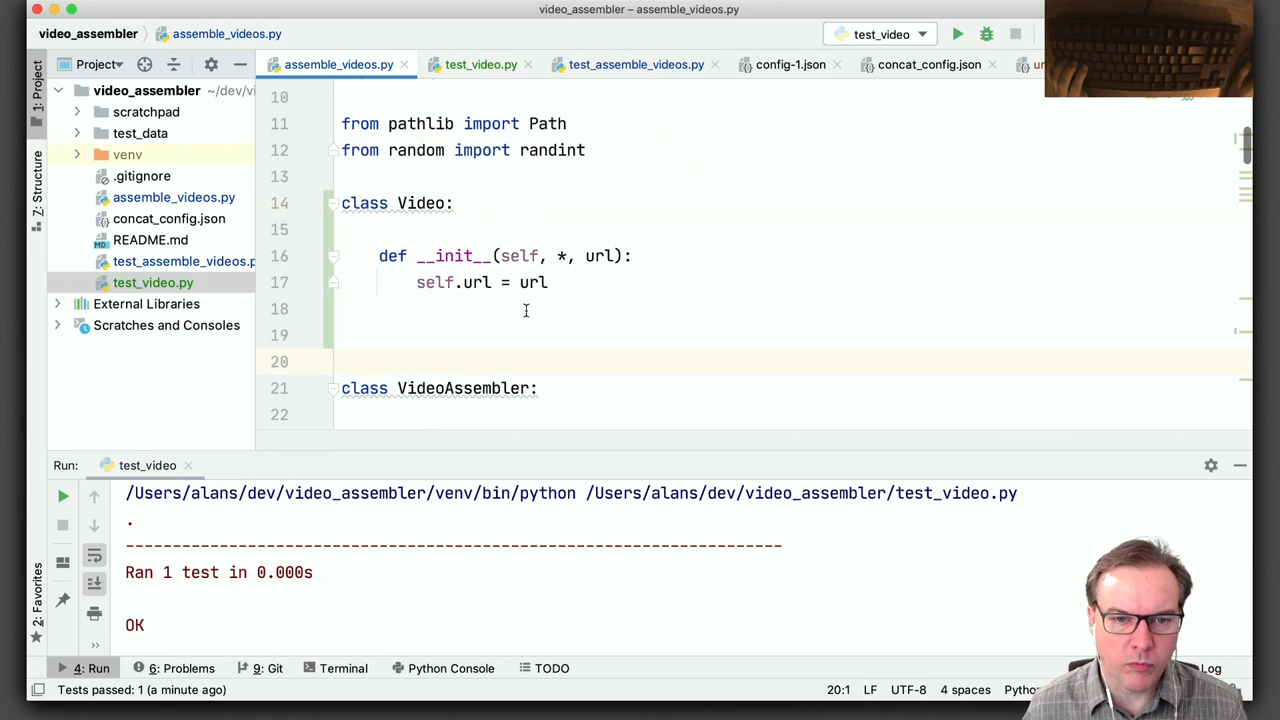 video_assembler – assemble_videos.py
video_assembler assemble_videos.py test_video
1: Project
Z: Structure
2: Favorites
Project
assemble_videos.py test_video.py test_assemble_videos.py config-1.json concat_config.json
video_assembler ~/dev/vi
scratchpad
test_data
venv
.gitignore
assemble_videos.py
concat_config.json
README.md
test_assemble_videos.p
test_video.py
External Libraries
Scratches and Consoles
10
11 from pathlib import Path
12 from random import randint
13
14 class Video:
15
16 def __init__(self, *, url):
17 self.url = url
18
19
20
21 class VideoAssembler:
22
Run: test_video
/Users/alans/dev/video_assembler/venv/bin/python /Users/alans/dev/video_assembler/test_video.py
.
----------------------------------------------------------------------
Ran 1 test in 0.000s
OK
4: Run 6: Problems 9: Git Terminal Python Console TODO Log
Tests passed: 1 (a minute ago) 20:1 LF UTF-8 4 spaces Pytho